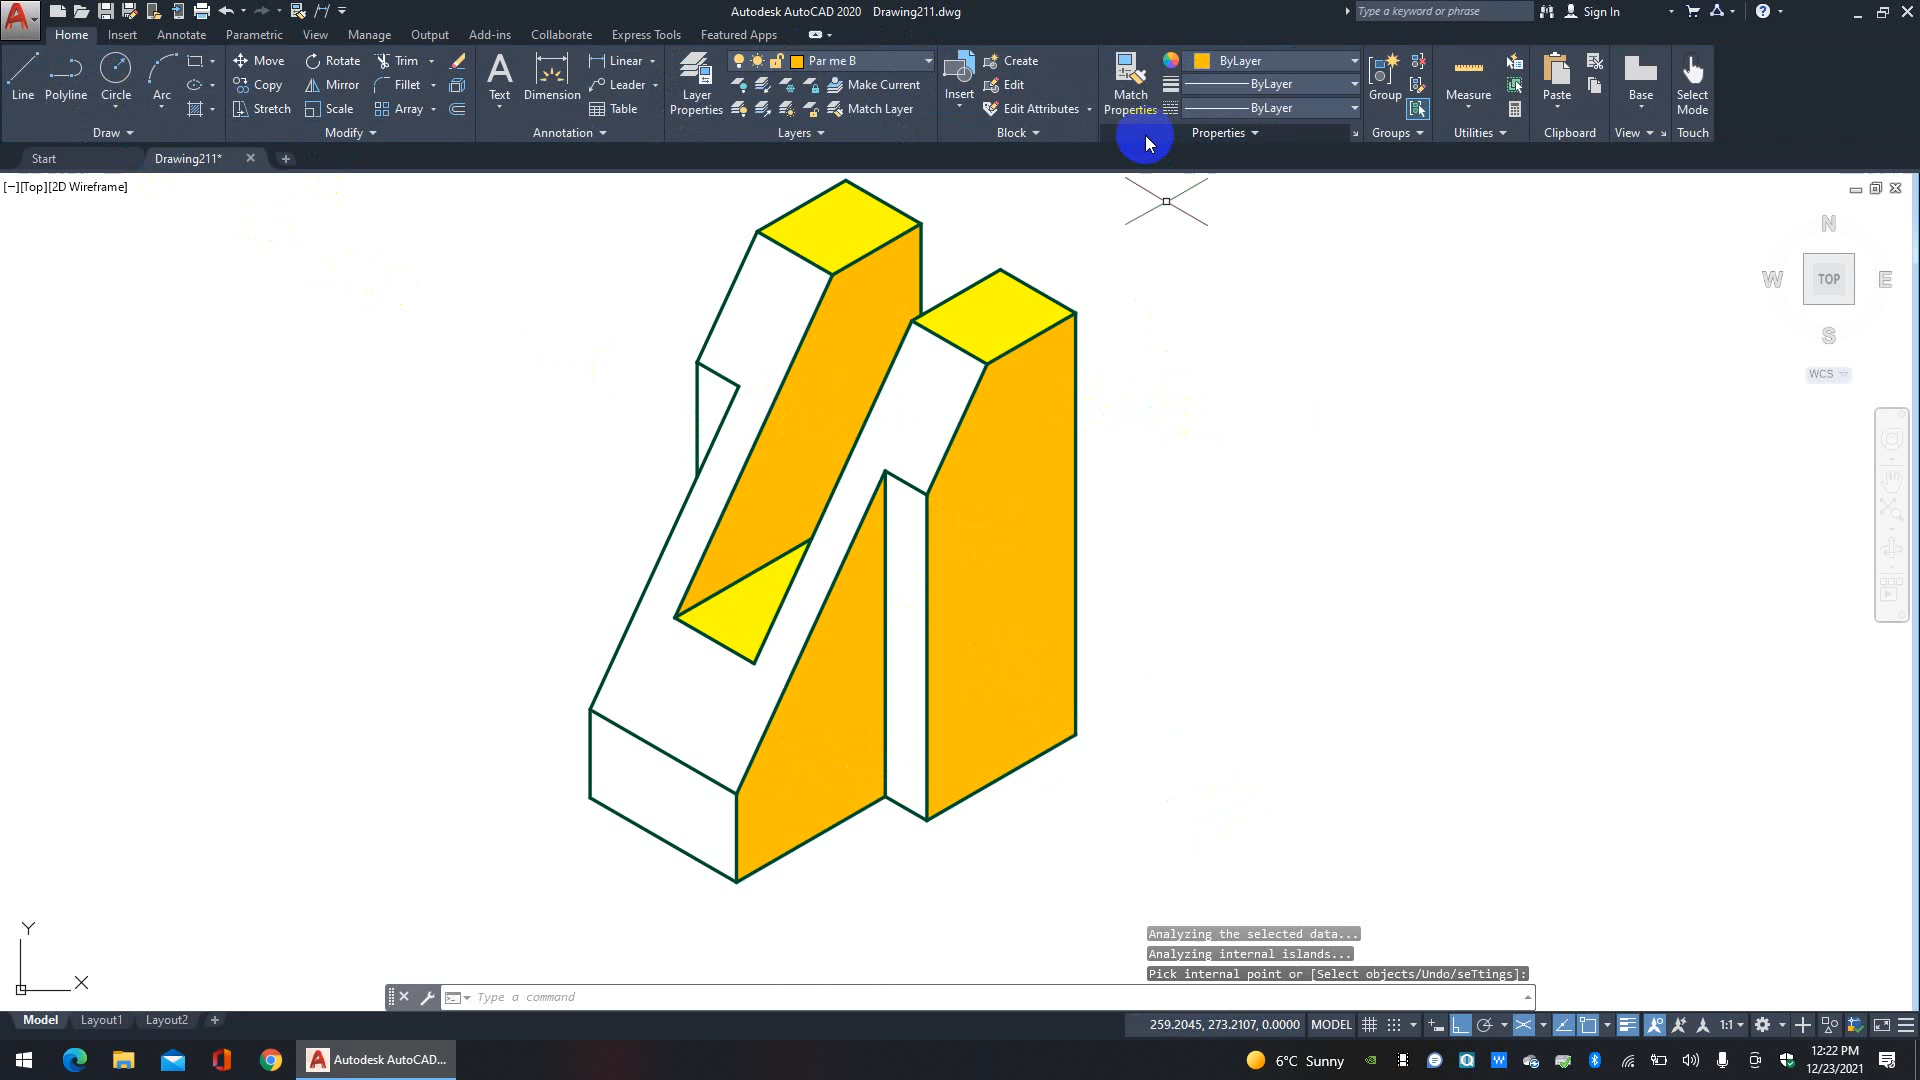 Autodesk AutoCAD 2020 Drawing211.dwg
Type a keyword or phrase
Sign In
Home Insert Annotate Parametric View Manage Output Add-ins Collaborate Express Tools Featured Apps
Line Polyline Circle Arc
Draw
Move Rotate Trim
Copy Mirror Fillet
Stretch Scale Array
Modify
Text Dimension
Linear
Leader
Table
Annotation
Layer Properties
Par me B
Make Current
Match Layer
Layers
Insert
Create
Edit
Edit Attributes
Block
Match Properties
ByLayer
ByLayer
ByLayer
Properties
Group
Groups
Measure
Utilities
Paste
Clipboard
Base
View
Select Mode
Touch
Start
Drawing211*
[−][Top][2D Wireframe]
N
W TOP E
S
WCS
Y
X
Analyzing the selected data...
Analyzing internal islands...
Pick internal point or [Select objects/Undo/seTtings]:
Type a command
Model Layout1 Layout2
259.2045, 273.2107, 0.0000 MODEL
1:1
Autodesk AutoCAD...
6°C Sunny
12:22 PM
12/23/2021